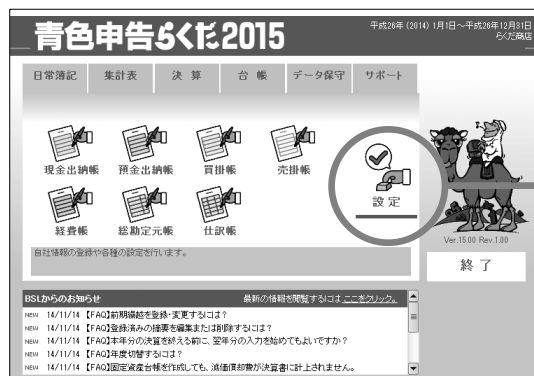 青色申告らくだ2015
平成26年 (2014) 1月1日～平成26年12月31日
らくだ商店
日常簿記 集計表 決 算 台 帳 データ保守 サポート
現金出納帳 預金出納帳 買掛帳 売掛帳
設定
経費帳 総勘定元帳 仕訳帳
Ver.15.00 Rev.1.00
自社情報の登録や各種の設定を行います。
終 了
BSLからのお知らせ 最新の情報を閲覧するには ここをクリック。
NEW 14/11/14 【FAQ】前期繰越を登録・変更するには？
NEW 14/11/14 【FAQ】登録済みの摘要を編集または削除するには？
NEW 14/11/14 【FAQ】本年分の決算を終える前に、翌年分の入力を始めてもよいですか？
NEW 14/11/14 【FAQ】年度切替するには？
NEW 14/11/14 【FAQ】固定資産台帳を作成しても、減価償却費が決算書に計上されません。